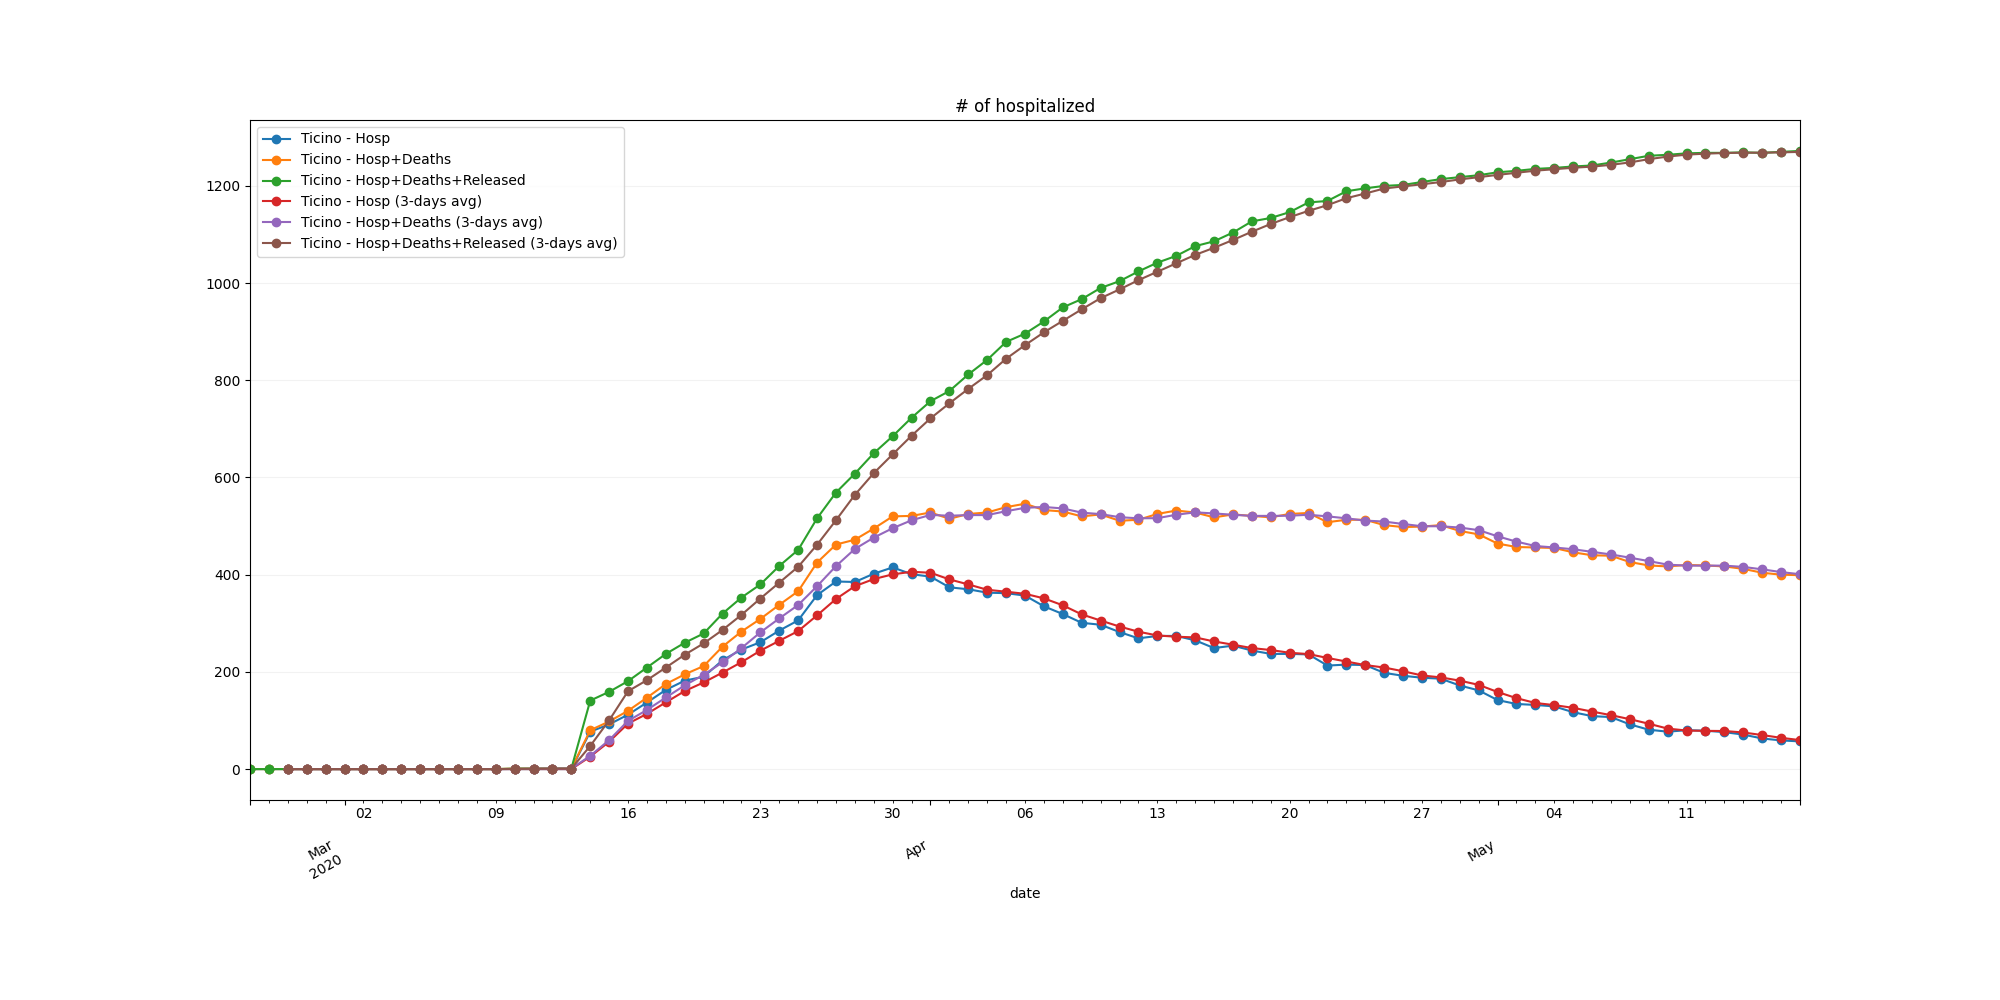 # of hospitalized
Ticino - Hosp
Ticino - Hosp+Deaths
Ticino - Hosp+Deaths+Released
Ticino - Hosp (3-days avg)
Ticino - Hosp+Deaths (3-days avg)
Ticino - Hosp+Deaths+Released (3-days avg)
1200
1000
800
600
400
200
0
02 09 16 23 30 06 13 20 27 04 11
Mar Apr May
2020
date